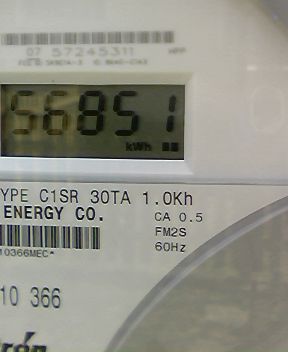 07 57245311
56851
kWh
YPE C1SR 30TA 1.0Kh
ENERGY CO.
CA 0.5
FM2S
60Hz
10366MEC*
10 366
rón